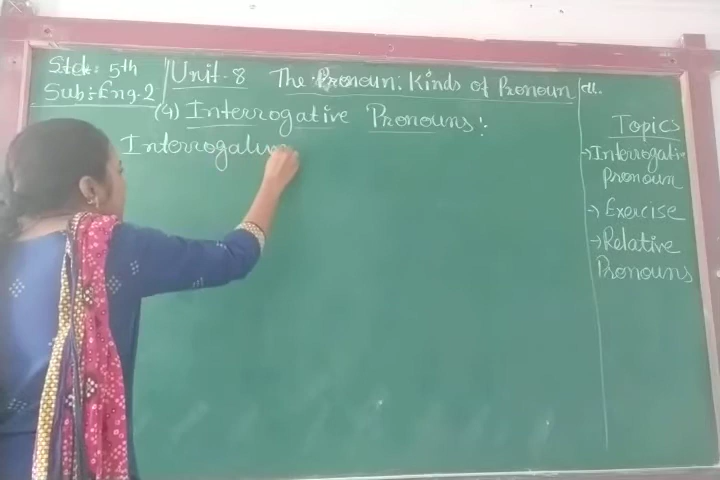 Std: 5th
Sub: Eng-2
Unit-8 The Pronoun: Kinds of Pronoun
(4) Interrogative Pronouns:
Topics
→ Interrogative
Pronoun
→ Exercise
→ Relative
Pronouns